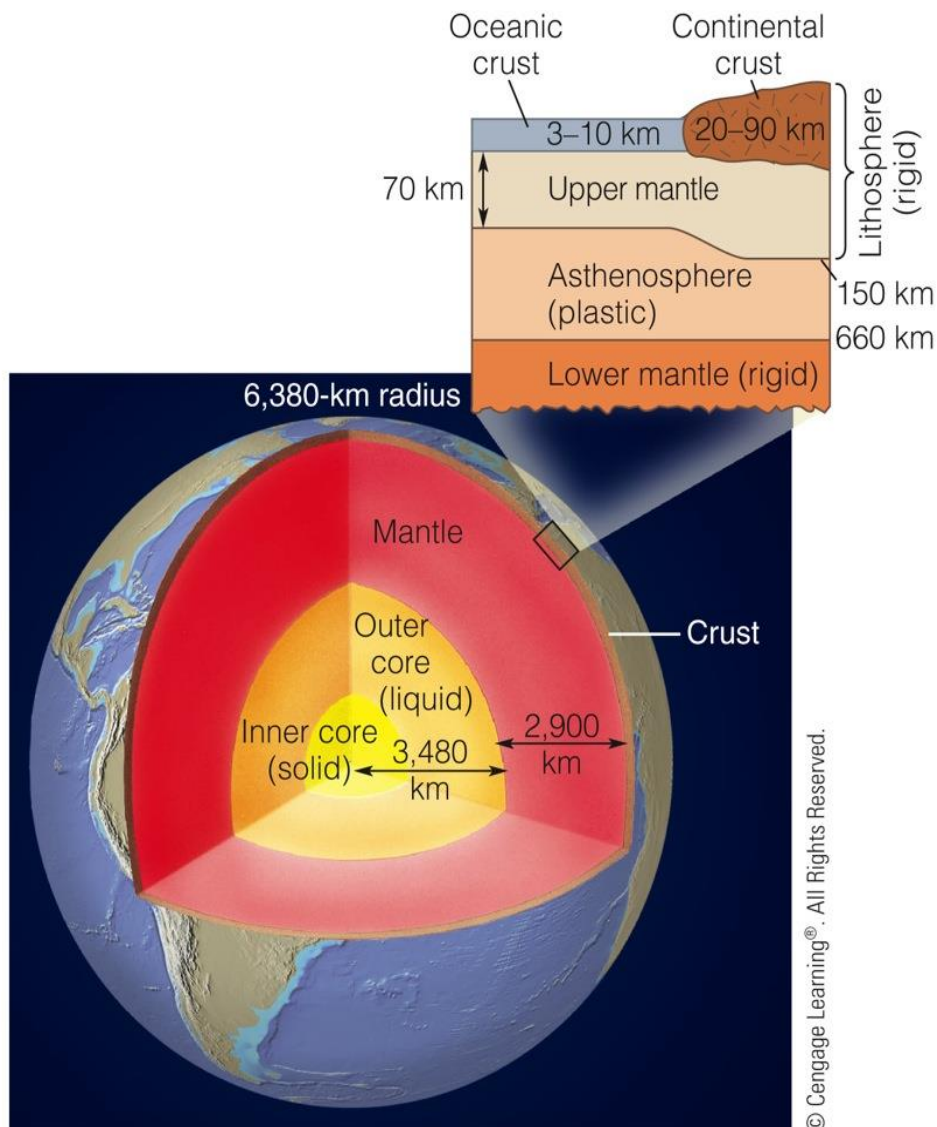 Oceanic
crust
Continental
crust
3–10 km
20–90 km
Lithosphere
(rigid)
70 km
Upper mantle
Asthenosphere
(plastic)
150 km
660 km
Lower mantle (rigid)
6,380-km radius
Mantle
Outer
core
(liquid)
Crust
Inner core
(solid)
3,480
km
2,900
km
© Cengage Learning®. All Rights Reserved.